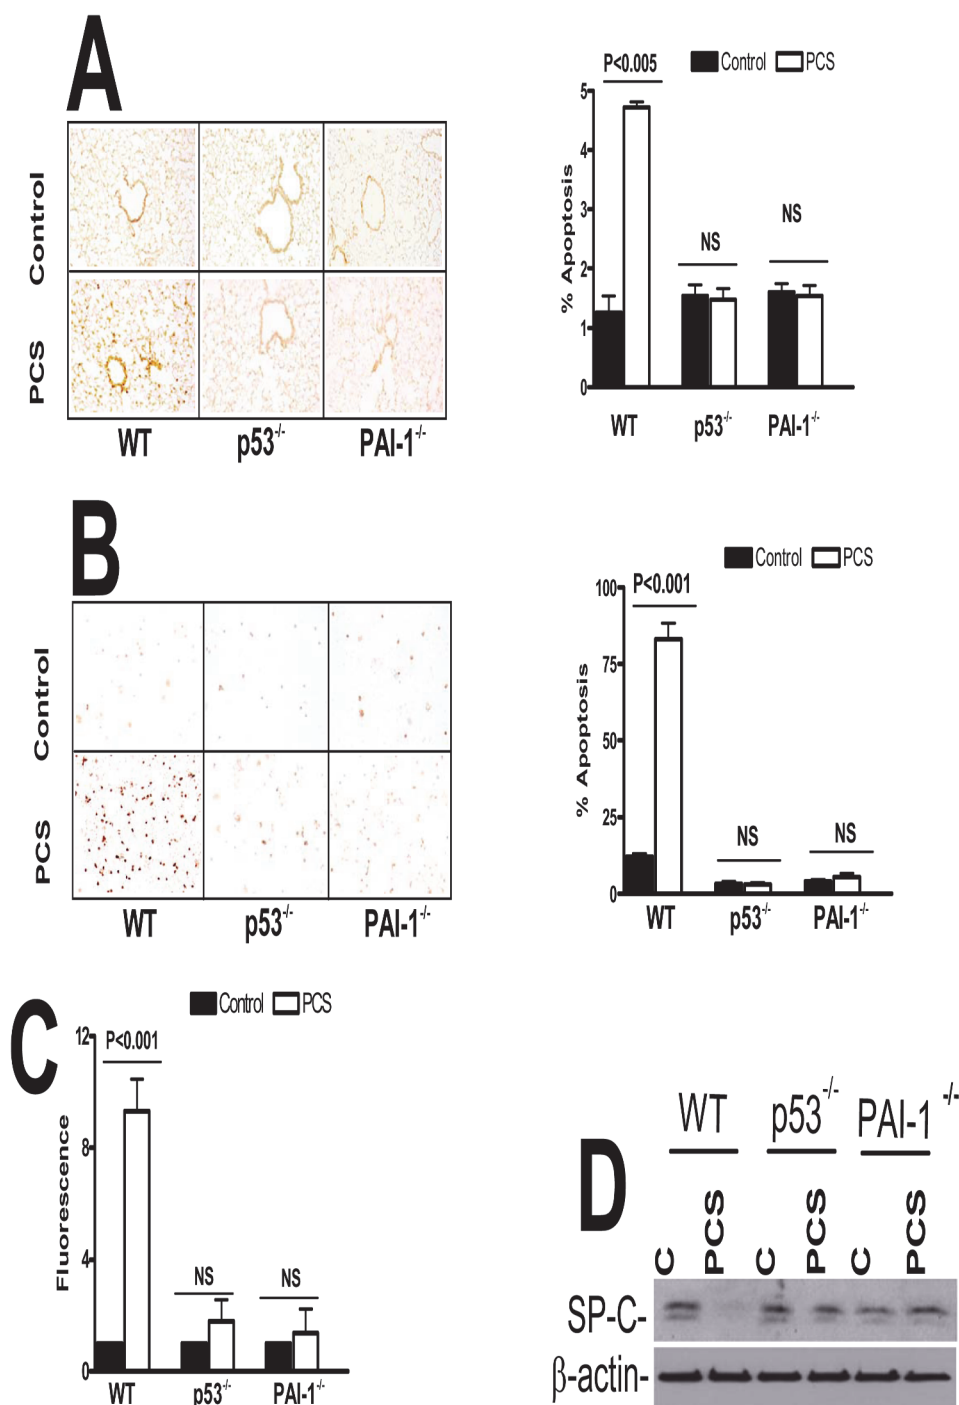 A
Control
PCS
WT p53-/- PAI-1-/-
P<0.005
Control PCS
% Apoptosis
5
4
3
2
1
0
NS
NS
WT p53-/- PAI-1-/-
B
Control
PCS
WT p53-/- PAI-1-/-
Control PCS
P<0.001
% Apoptosis
100
75
50
25
0
NS
NS
WT p53-/- PAI-1-/-
C
Control PCS
P<0.001
Fluorescence
12
8
4
0
NS
NS
WT p53-/- PAI-1-/-
D
WT p53-/- PAI-1-/-
C PCS C PCS C PCS
SP-C-
β-actin-